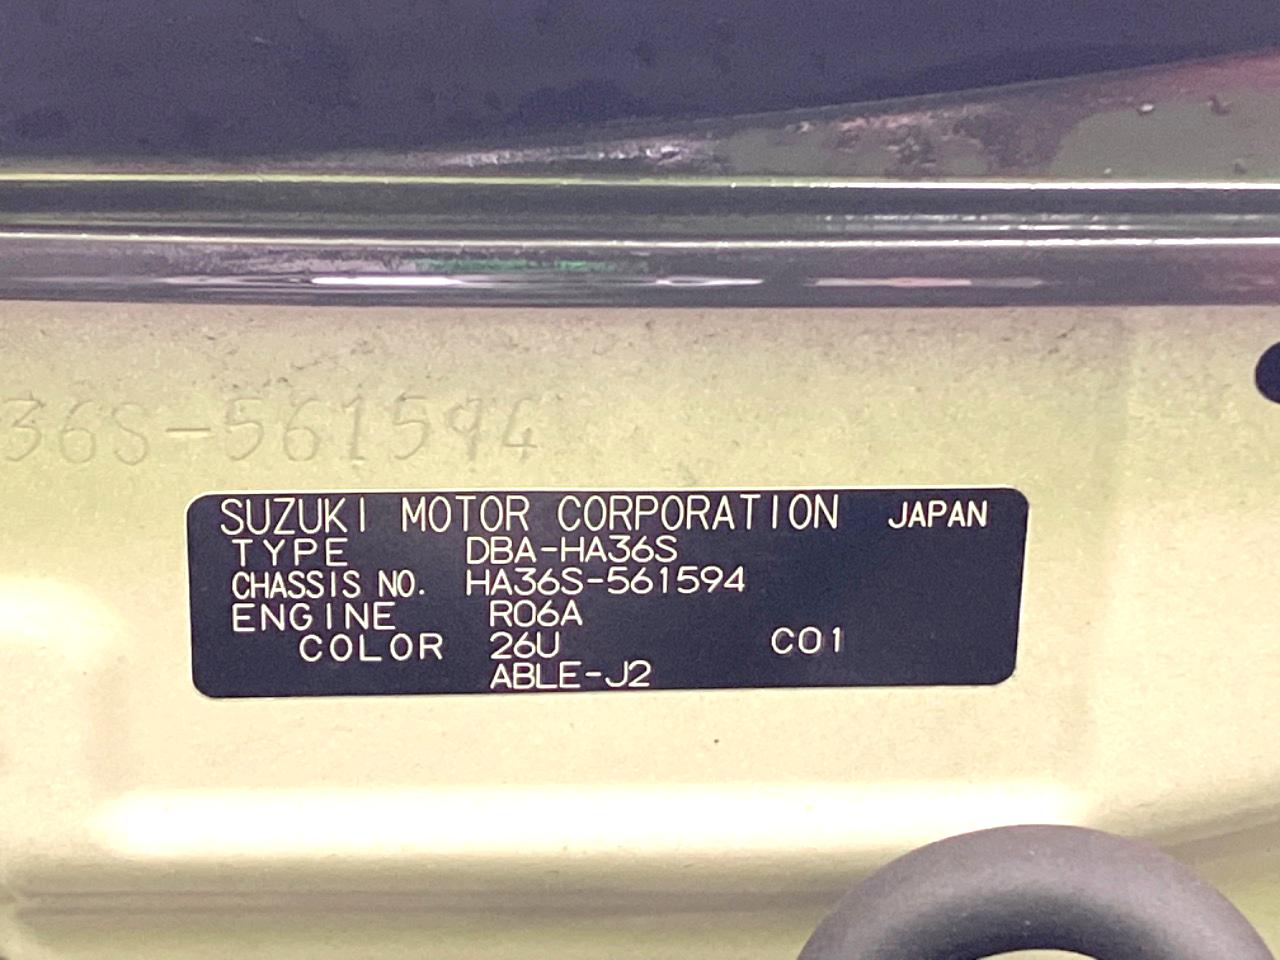 36S-561594
SUZUKI MOTOR CORPORATION JAPAN
TYPE DBA-HA36S
CHASSIS NO. HA36S-561594
ENGINE R06A
COLOR 26U C01
ABLE-J2